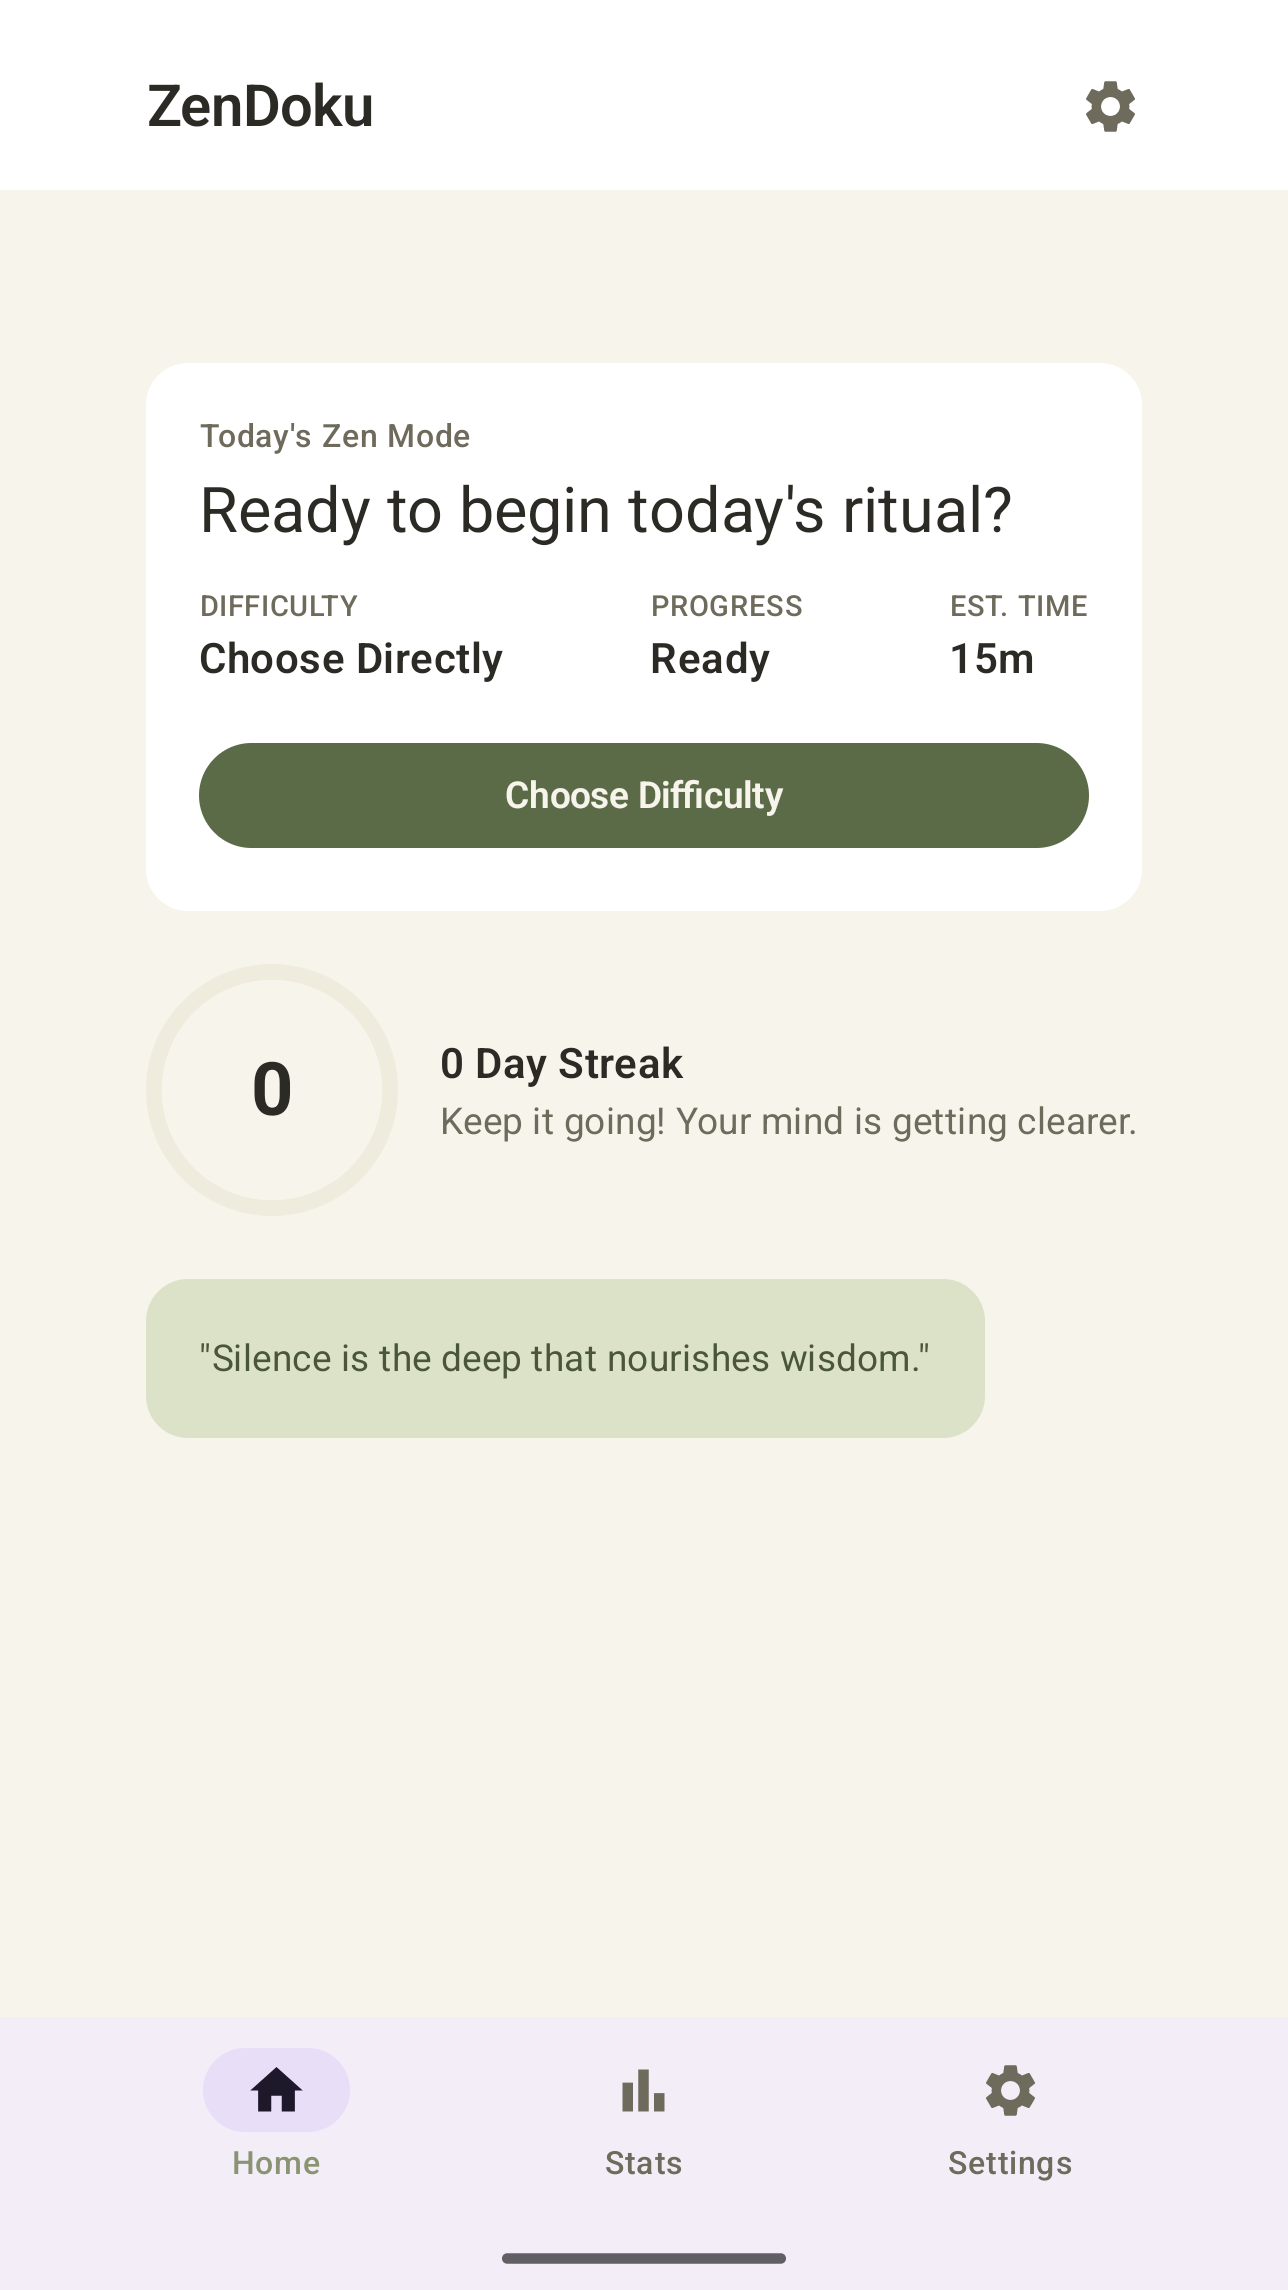 ZenDoku
Today's Zen Mode
Ready to begin today's ritual?
DIFFICULTY PROGRESS EST. TIME
Choose Directly Ready 15m
Choose Difficulty
0
0 Day Streak
Keep it going! Your mind is getting clearer.
"Silence is the deep that nourishes wisdom."
Home Stats Settings